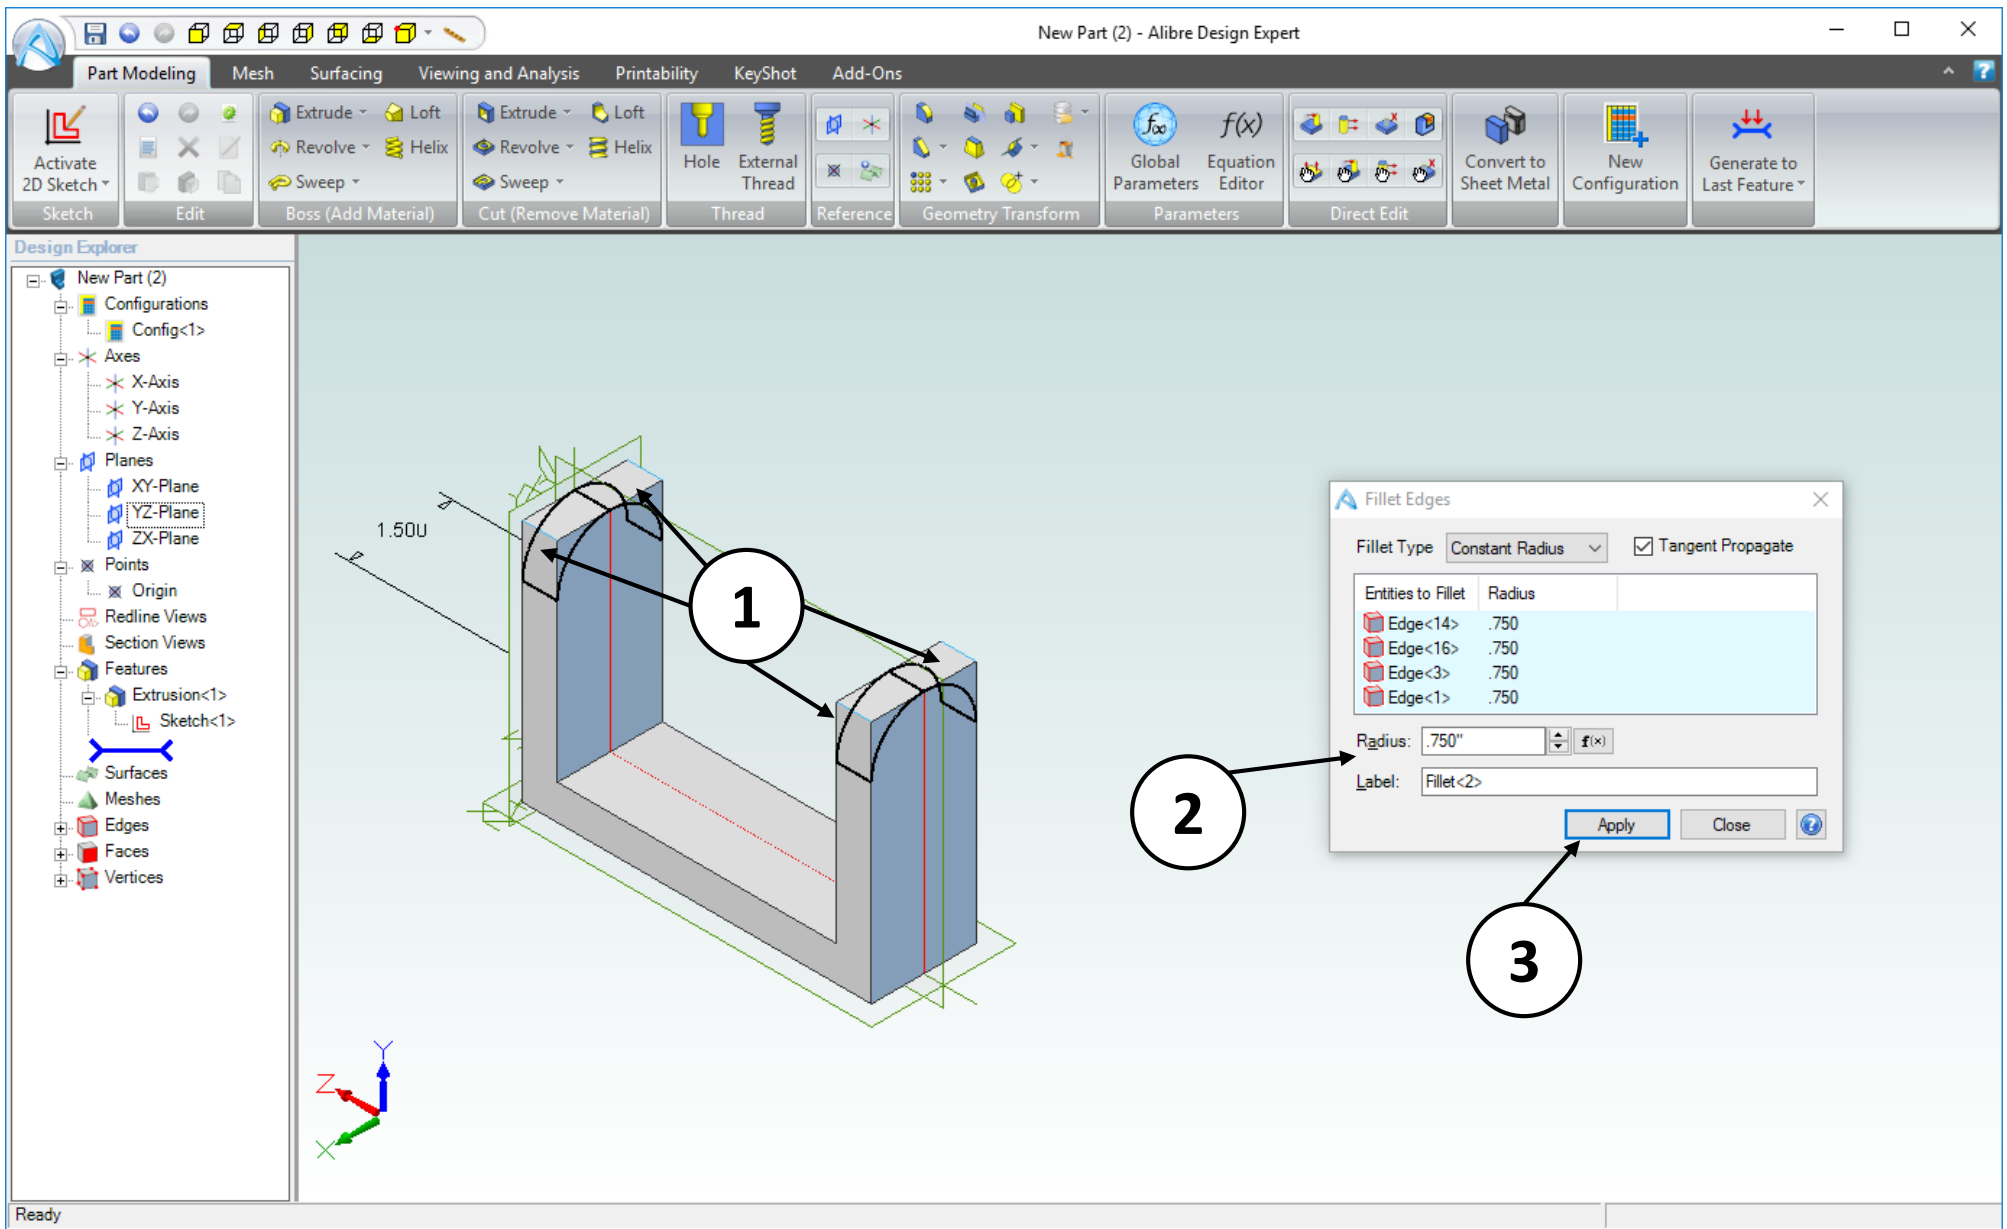 New Part (2) - Alibre Design Expert
Part Modeling Mesh Surfacing Viewing and Analysis Printability KeyShot Add-Ons
Activate
2D Sketch
Sketch
Edit
Extrude Loft
Revolve Helix
Sweep
Boss (Add Material)
Extrude Loft
Revolve Helix
Sweep
Cut (Remove Material)
Hole
External
Thread
Thread
Reference
Geometry Transform
f(x)
Global
Parameters
f(x)
Equation
Editor
Parameters
Direct Edit
Convert to
Sheet Metal
New
Configuration
Generate to
Last Feature
Design Explorer
New Part (2)
Configurations
Config<1>
Axes
X-Axis
Y-Axis
Z-Axis
Planes
XY-Plane
YZ-Plane
ZX-Plane
Points
Origin
Redline Views
Section Views
Features
Extrusion<1>
Sketch<1>
Surfaces
Meshes
Edges
Faces
Vertices
1.50U
1
2
3
Y
Z
X
Fillet Edges
Fillet Type Constant Radius Tangent Propagate
Entities to Fillet Radius
Edge<14> .750
Edge<16> .750
Edge<3> .750
Edge<1> .750
Radius: .750" f(x)
Label: Fillet<2>
Apply Close ?
Ready